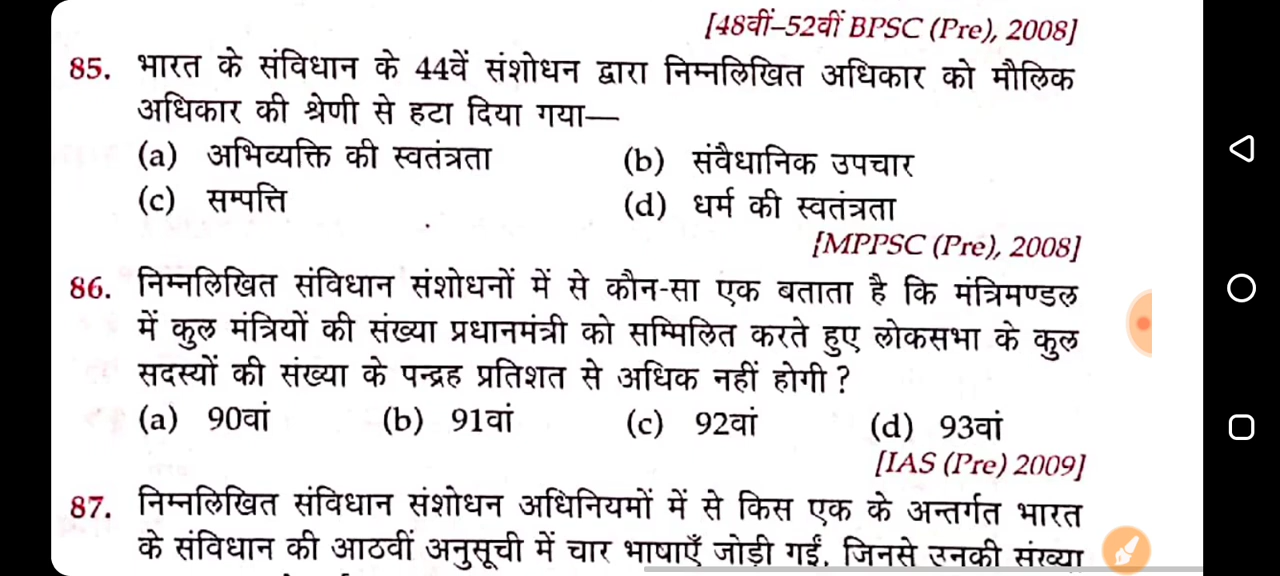 [48वीं–52वीं BPSC (Pre), 2008]
85. भारत के संविधान के 44वें संशोधन द्वारा निम्नलिखित अधिकार को मौलिक
अधिकार की श्रेणी से हटा दिया गया—
(a) अभिव्यक्ति की स्वतंत्रता (b) संवैधानिक उपचार
(c) सम्पत्ति (d) धर्म की स्वतंत्रता
[MPPSC (Pre), 2008]
86. निम्नलिखित संविधान संशोधनों में से कौन-सा एक बताता है कि मंत्रिमण्डल
में कुल मंत्रियों की संख्या प्रधानमंत्री को सम्मिलित करते हुए लोकसभा के कुल
सदस्यों की संख्या के पन्द्रह प्रतिशत से अधिक नहीं होगी ?
(a) 90वां (b) 91वां (c) 92वां (d) 93वां
[IAS (Pre) 2009]
87. निम्नलिखित संविधान संशोधन अधिनियमों में से किस एक के अन्तर्गत भारत
के संविधान की आठवीं अनुसूची में चार भाषाएँ जोड़ी गईं, जिनसे उनकी संख्या